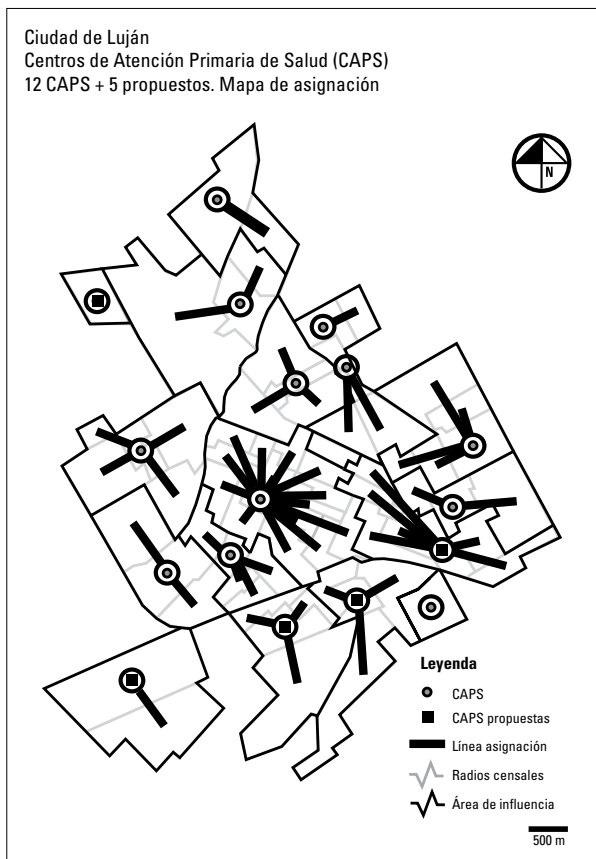 Ciudad de Luján
Centros de Atención Primaria de Salud (CAPS)
12 CAPS + 5 propuestos. Mapa de asignación
N
Leyenda
CAPS
CAPS propuestas
Línea asignación
Radios censales
Área de influencia
500 m